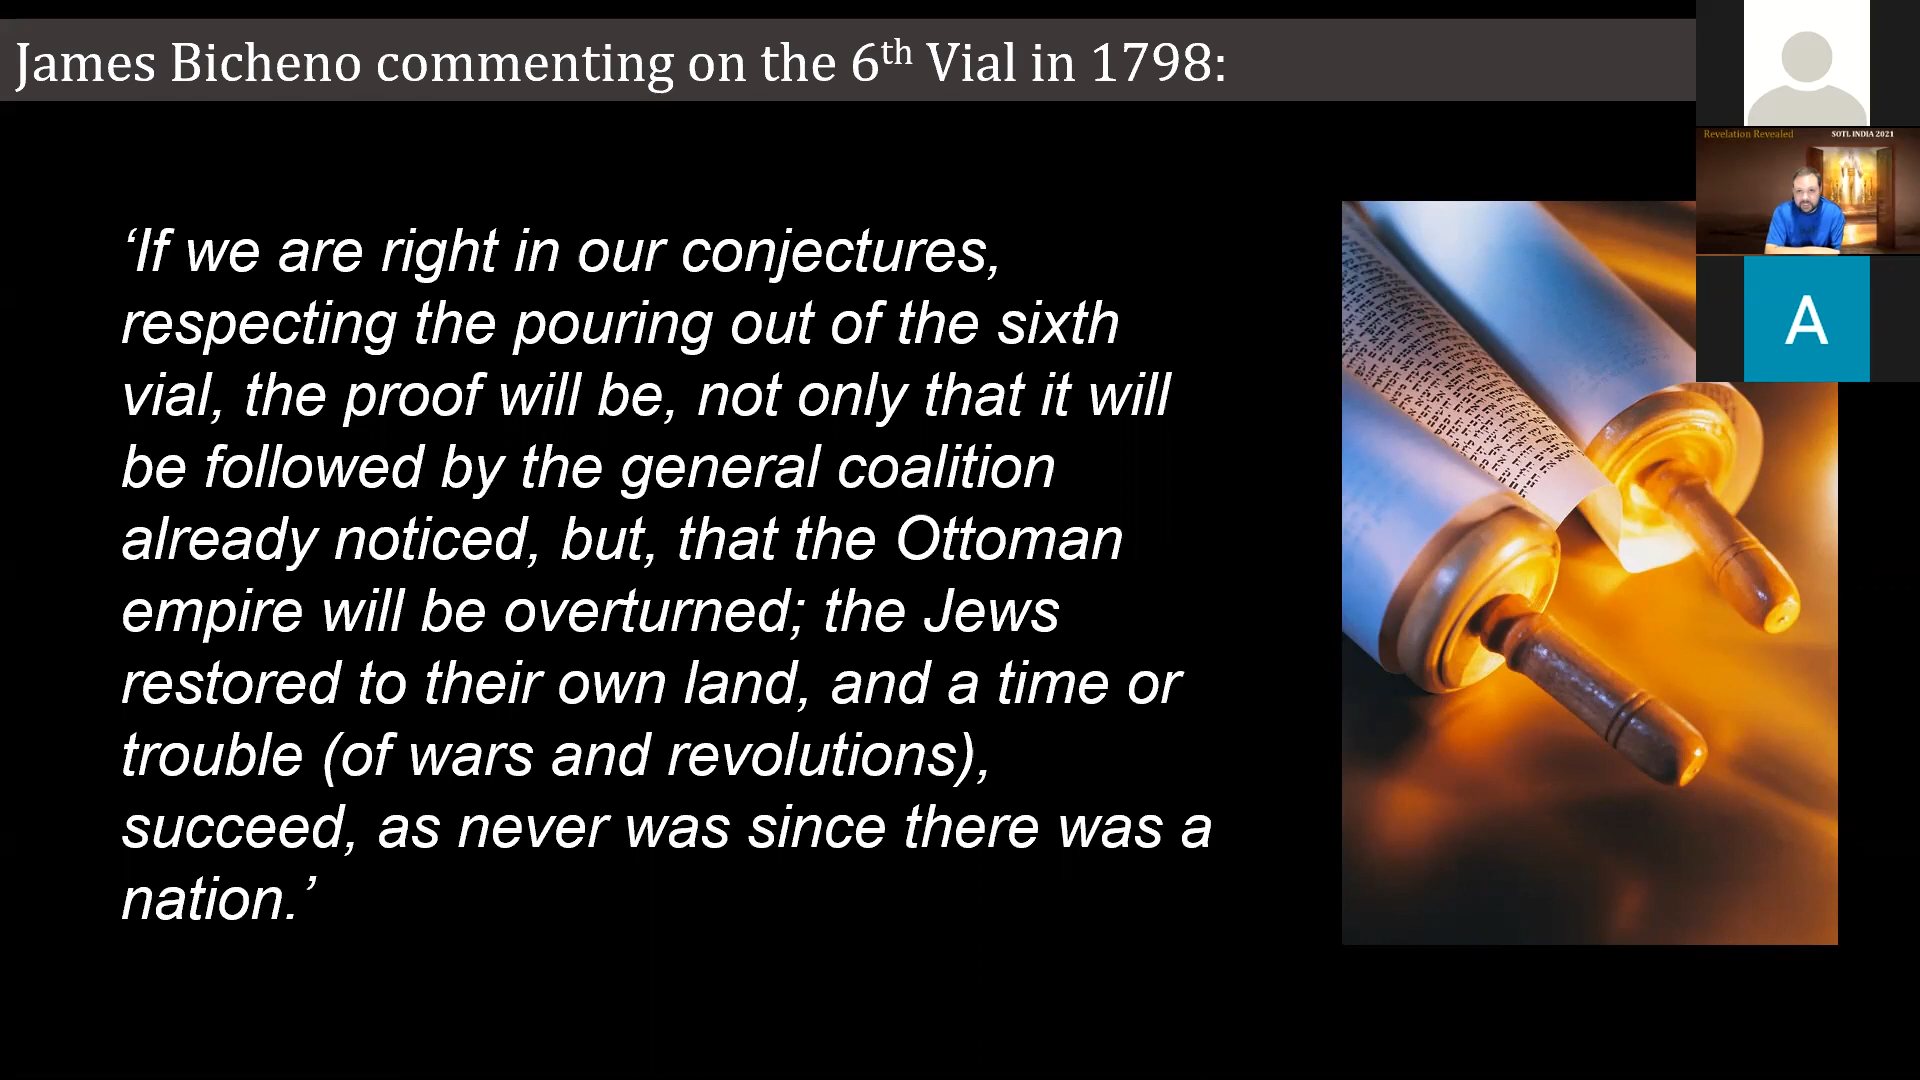 James Bicheno commenting on the 6th Vial in 1798:
‘If we are right in our conjectures,
respecting the pouring out of the sixth
vial, the proof will be, not only that it will
be followed by the general coalition
already noticed, but, that the Ottoman
empire will be overturned; the Jews
restored to their own land, and a time or
trouble (of wars and revolutions),
succeed, as never was since there was a
nation.’
Revelation Revealed
SOTL INDIA 2021
A